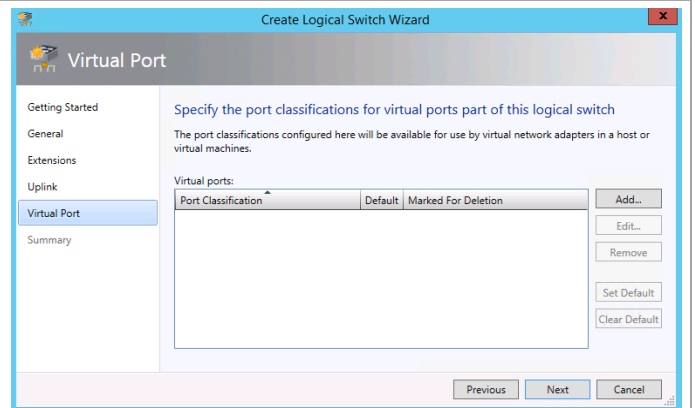 Create Logical Switch Wizard
x
Virtual Port
Getting Started
General
Extensions
Uplink
Virtual Port
Summary
Specify the port classifications for virtual ports part of this logical switch
The port classifications configured here will be available for use by virtual network adapters in a host or
virtual machines.
Virtual ports:
Port Classification Default Marked For Deletion
Add...
Edit...
Remove
Set Default
Clear Default
Previous Next Cancel